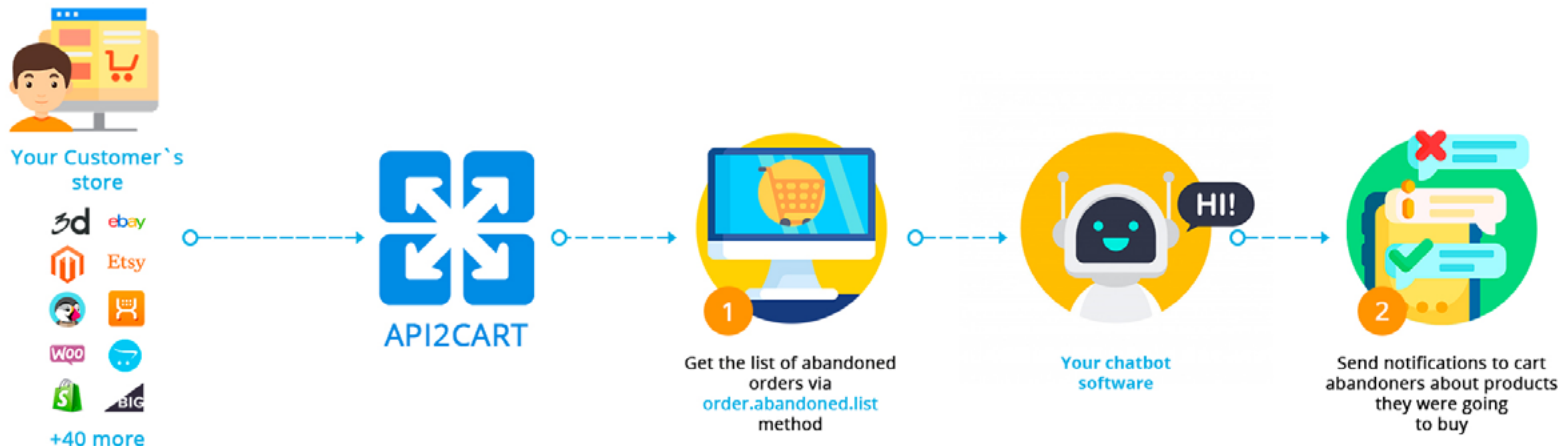 Your Customer`s
store
3d
ebay
Etsy
WOO
BIG
+40 more
API2CART
1
Get the list of abandoned
orders via
order.abandoned.list
method
HI!
Your chatbot
software
2
Send notifications to cart
abandoners about products
they were going
to buy